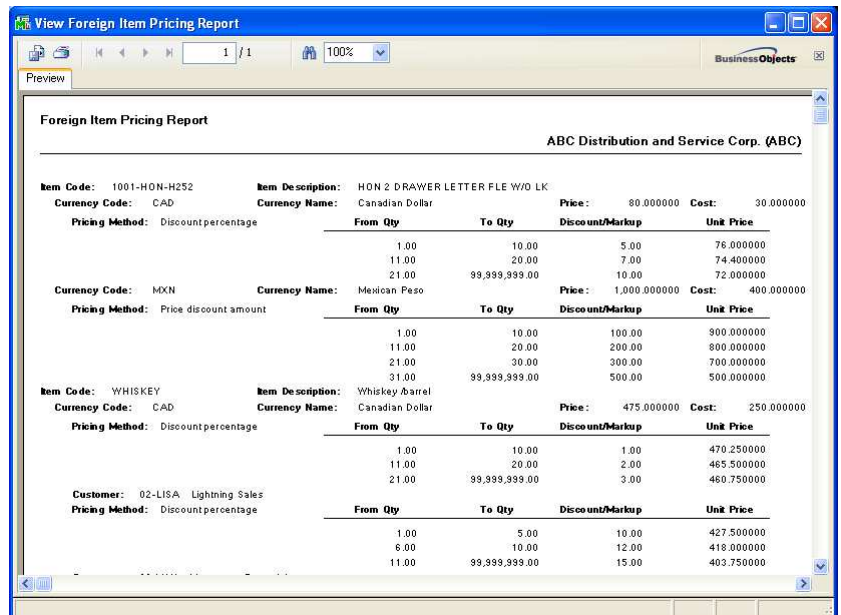 View Foreign Item Pricing Report
1 / 1 100% BusinessObjects
Preview
Foreign Item Pricing Report
ABC Distribution and Service Corp. (ABC)
Item Code: 1001-HON-H252 Item Description: HON 2 DRAWER LETTER FLE W/O LK
Currency Code: CAD Currency Name: Canadian Dollar Price: 80.000000 Cost: 30.000000
Pricing Method: Discount percentage From Qty To Qty Discount/Markup Unit Price
1.00 10.00 5.00 76.000000
11.00 20.00 7.00 74.400000
21.00 99,999,999.00 10.00 72.000000
Currency Code: MXN Currency Name: Mexican Peso Price: 1,000.000000 Cost: 400.000000
Pricing Method: Price discount amount From Qty To Qty Discount/Markup Unit Price
1.00 10.00 100.00 900.000000
11.00 20.00 200.00 800.000000
21.00 30.00 300.00 700.000000
31.00 99,999,999.00 500.00 500.000000
Item Code: WHISKEY Item Description: Whiskey /barrel
Currency Code: CAD Currency Name: Canadian Dollar Price: 475.000000 Cost: 250.000000
Pricing Method: Discount percentage From Qty To Qty Discount/Markup Unit Price
1.00 10.00 1.00 470.250000
11.00 20.00 2.00 465.500000
21.00 99,999,999.00 3.00 460.750000
Customer: 02-LISA Lightning Sales
Pricing Method: Discount percentage From Qty To Qty Discount/Markup Unit Price
1.00 5.00 10.00 427.500000
6.00 10.00 12.00 418.000000
11.00 99,999,999.00 15.00 403.750000